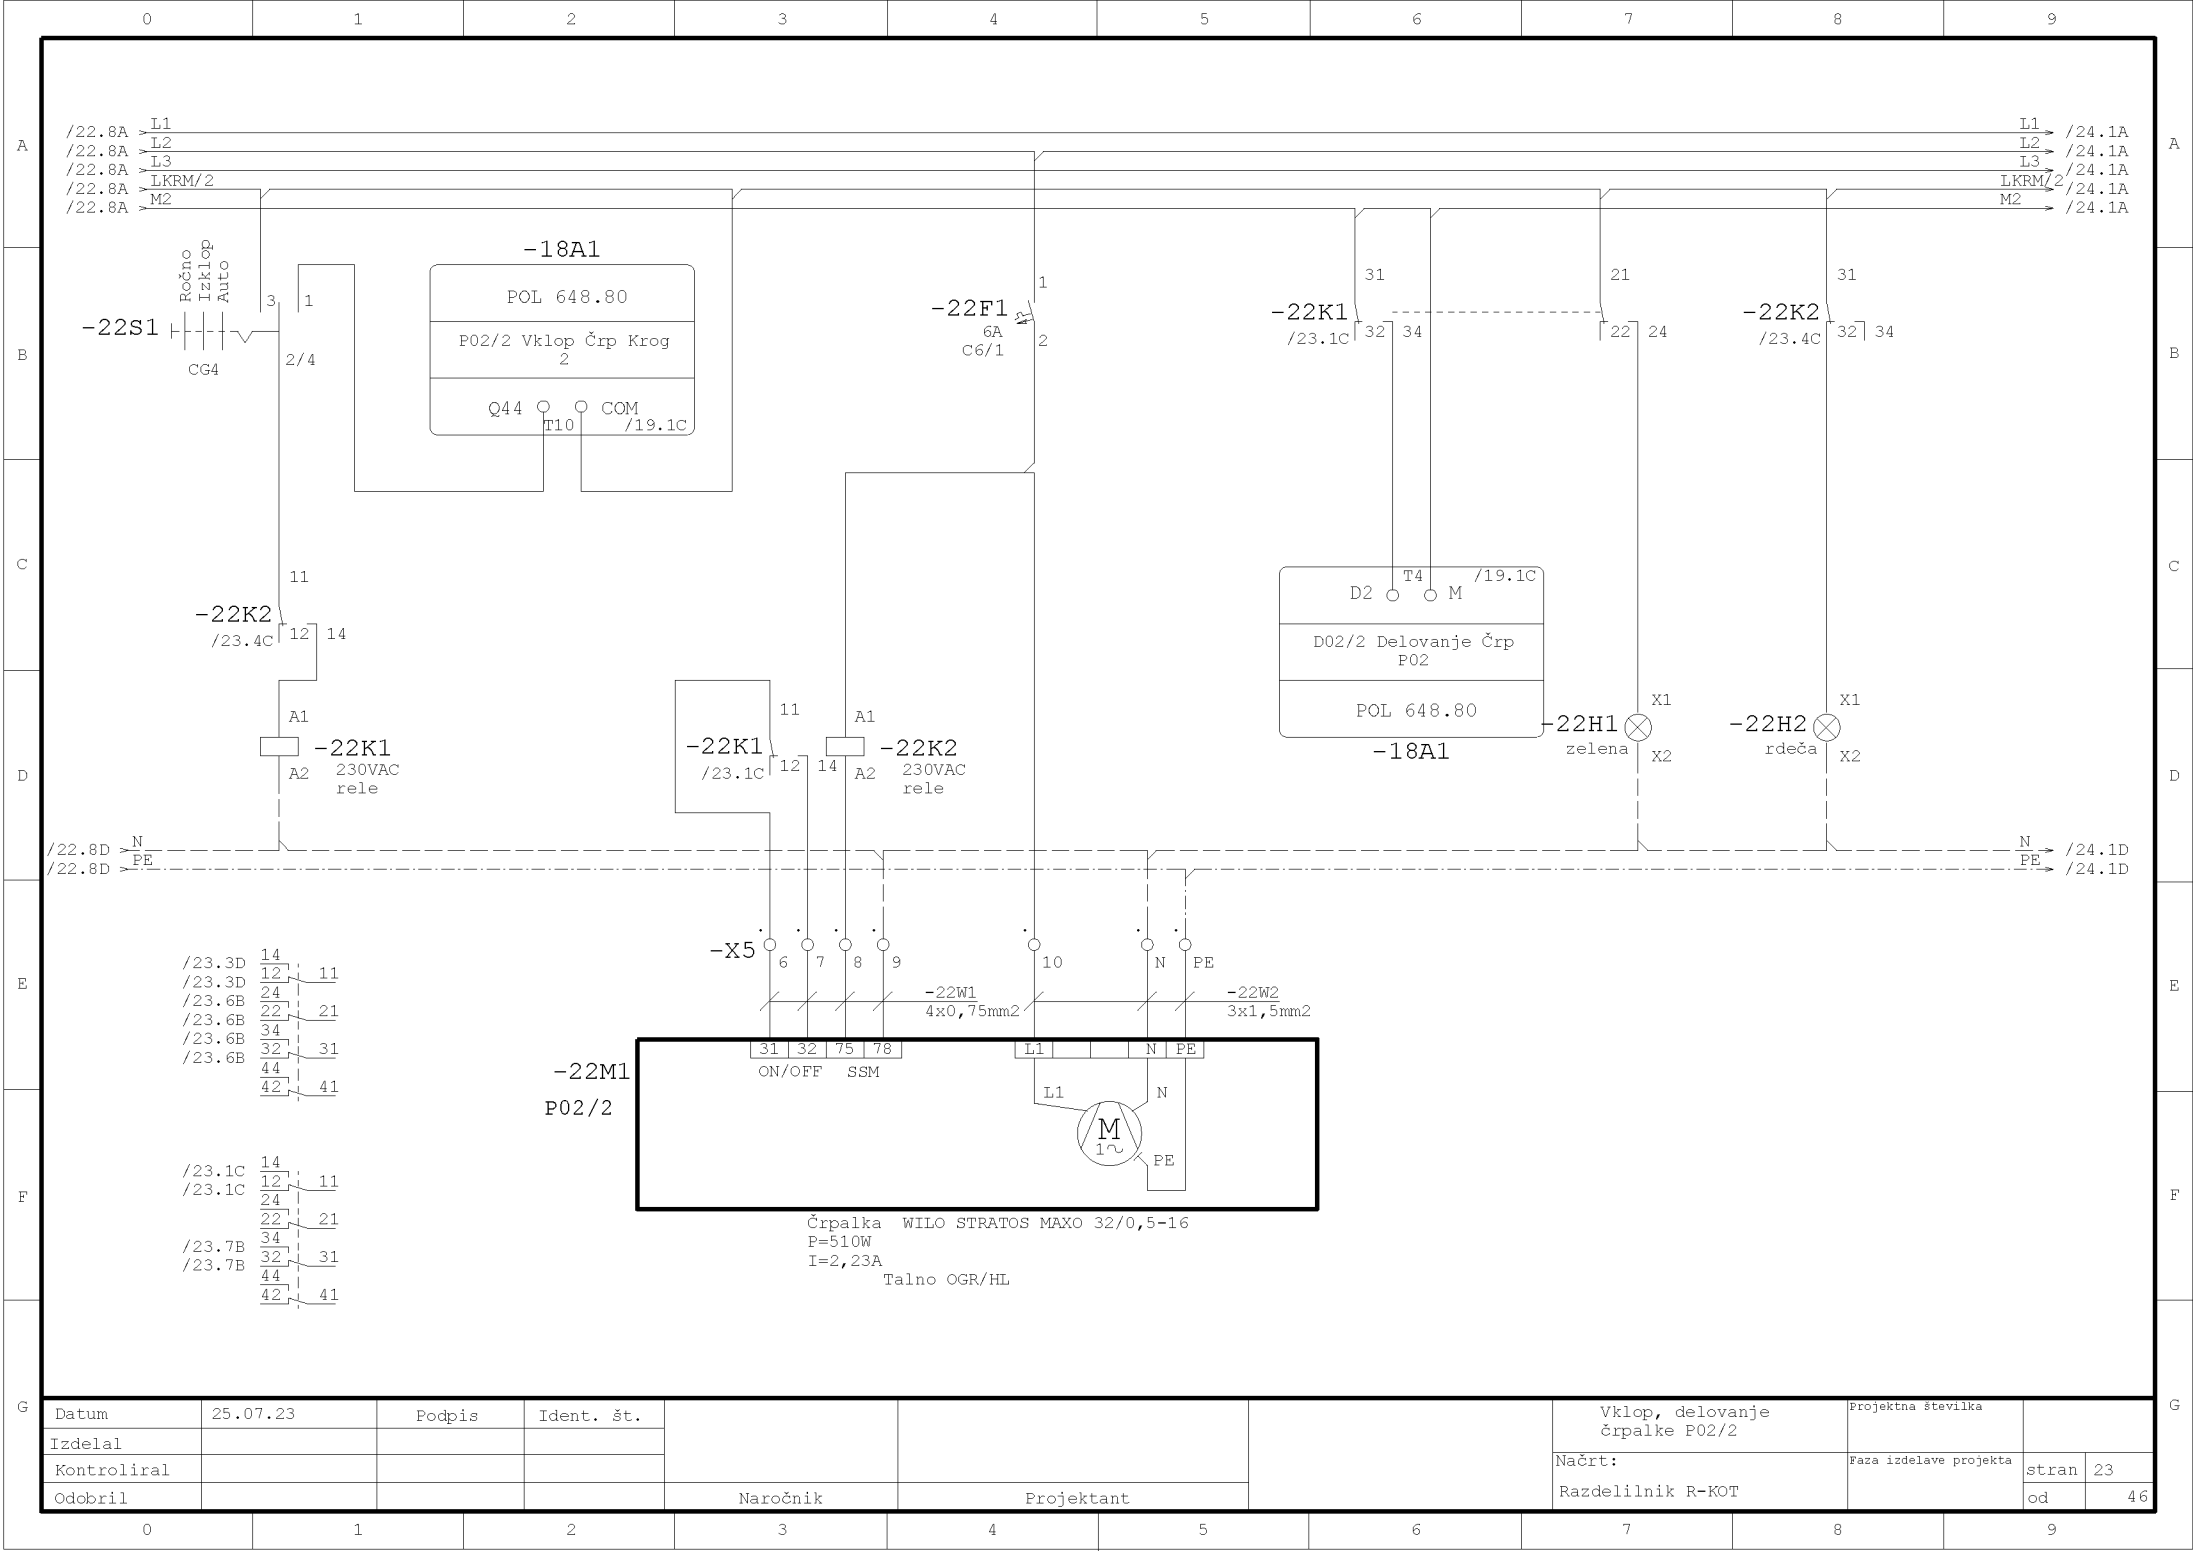 0 1 2 3 4 5 6 7 8 9
A A
B B
C C
D D
E E
F F
G G
/22.8A L1
/22.8A L2
/22.8A L3
/22.8A LKRM/2
/22.8A M2
L1 /24.1A
L2 /24.1A
L3 /24.1A
LKRM/2 /24.1A
M2 /24.1A
Ročno
Izklop
Auto
3 1
-22S1
CG4
2/4
-18A1
POL 648.80
P02/2 Vklop Črp Krog
2
Q44 COM
T10 /19.1C
1
-22F1
6A
C6/1
2
31
-22K1
/23.1C
32 34
21
22 24
31
-22K2
/23.4C
32 34
11
-22K2
/23.4C
12 14
A1
-22K1
A2
230VAC
rele
11
-22K1
/23.1C
12 14
A1
-22K2
A2
230VAC
rele
T4 /19.1C
D2 M
D02/2 Delovanje Črp
P02
POL 648.80
-18A1
X1
-22H1
zelena
X2
X1
-22H2
rdeča
X2
/22.8D N
/22.8D PE
N /24.1D
PE /24.1D
-X5
6 7 8 9 10 N PE
-22W1
4x0,75mm2
-22W2
3x1,5mm2
31 32 75 78 L1 N PE
ON/OFF SSM
-22M1
P02/2
L1 N
M
1~
PE
Črpalka WILO STRATOS MAXO 32/0,5-16
P=510W
I=2,23A
Talno OGR/HL
/23.3D 14
/23.3D 12 11
/23.6B 24
/23.6B 22 21
/23.6B 34
/23.6B 32 31
44
42 41
/23.1C 14
/23.1C 12 11
24
22 21
/23.7B 34
/23.7B 32 31
44
42 41
Datum 25.07.23 Podpis Ident. št.
Izdelal
Kontroliral
Odobril
Naročnik Projektant
Vklop, delovanje
črpalke P02/2
Načrt:
Razdelilnik R-KOT
Projektna številka
Faza izdelave projekta
stran 23
od 46
0 1 2 3 4 5 6 7 8 9